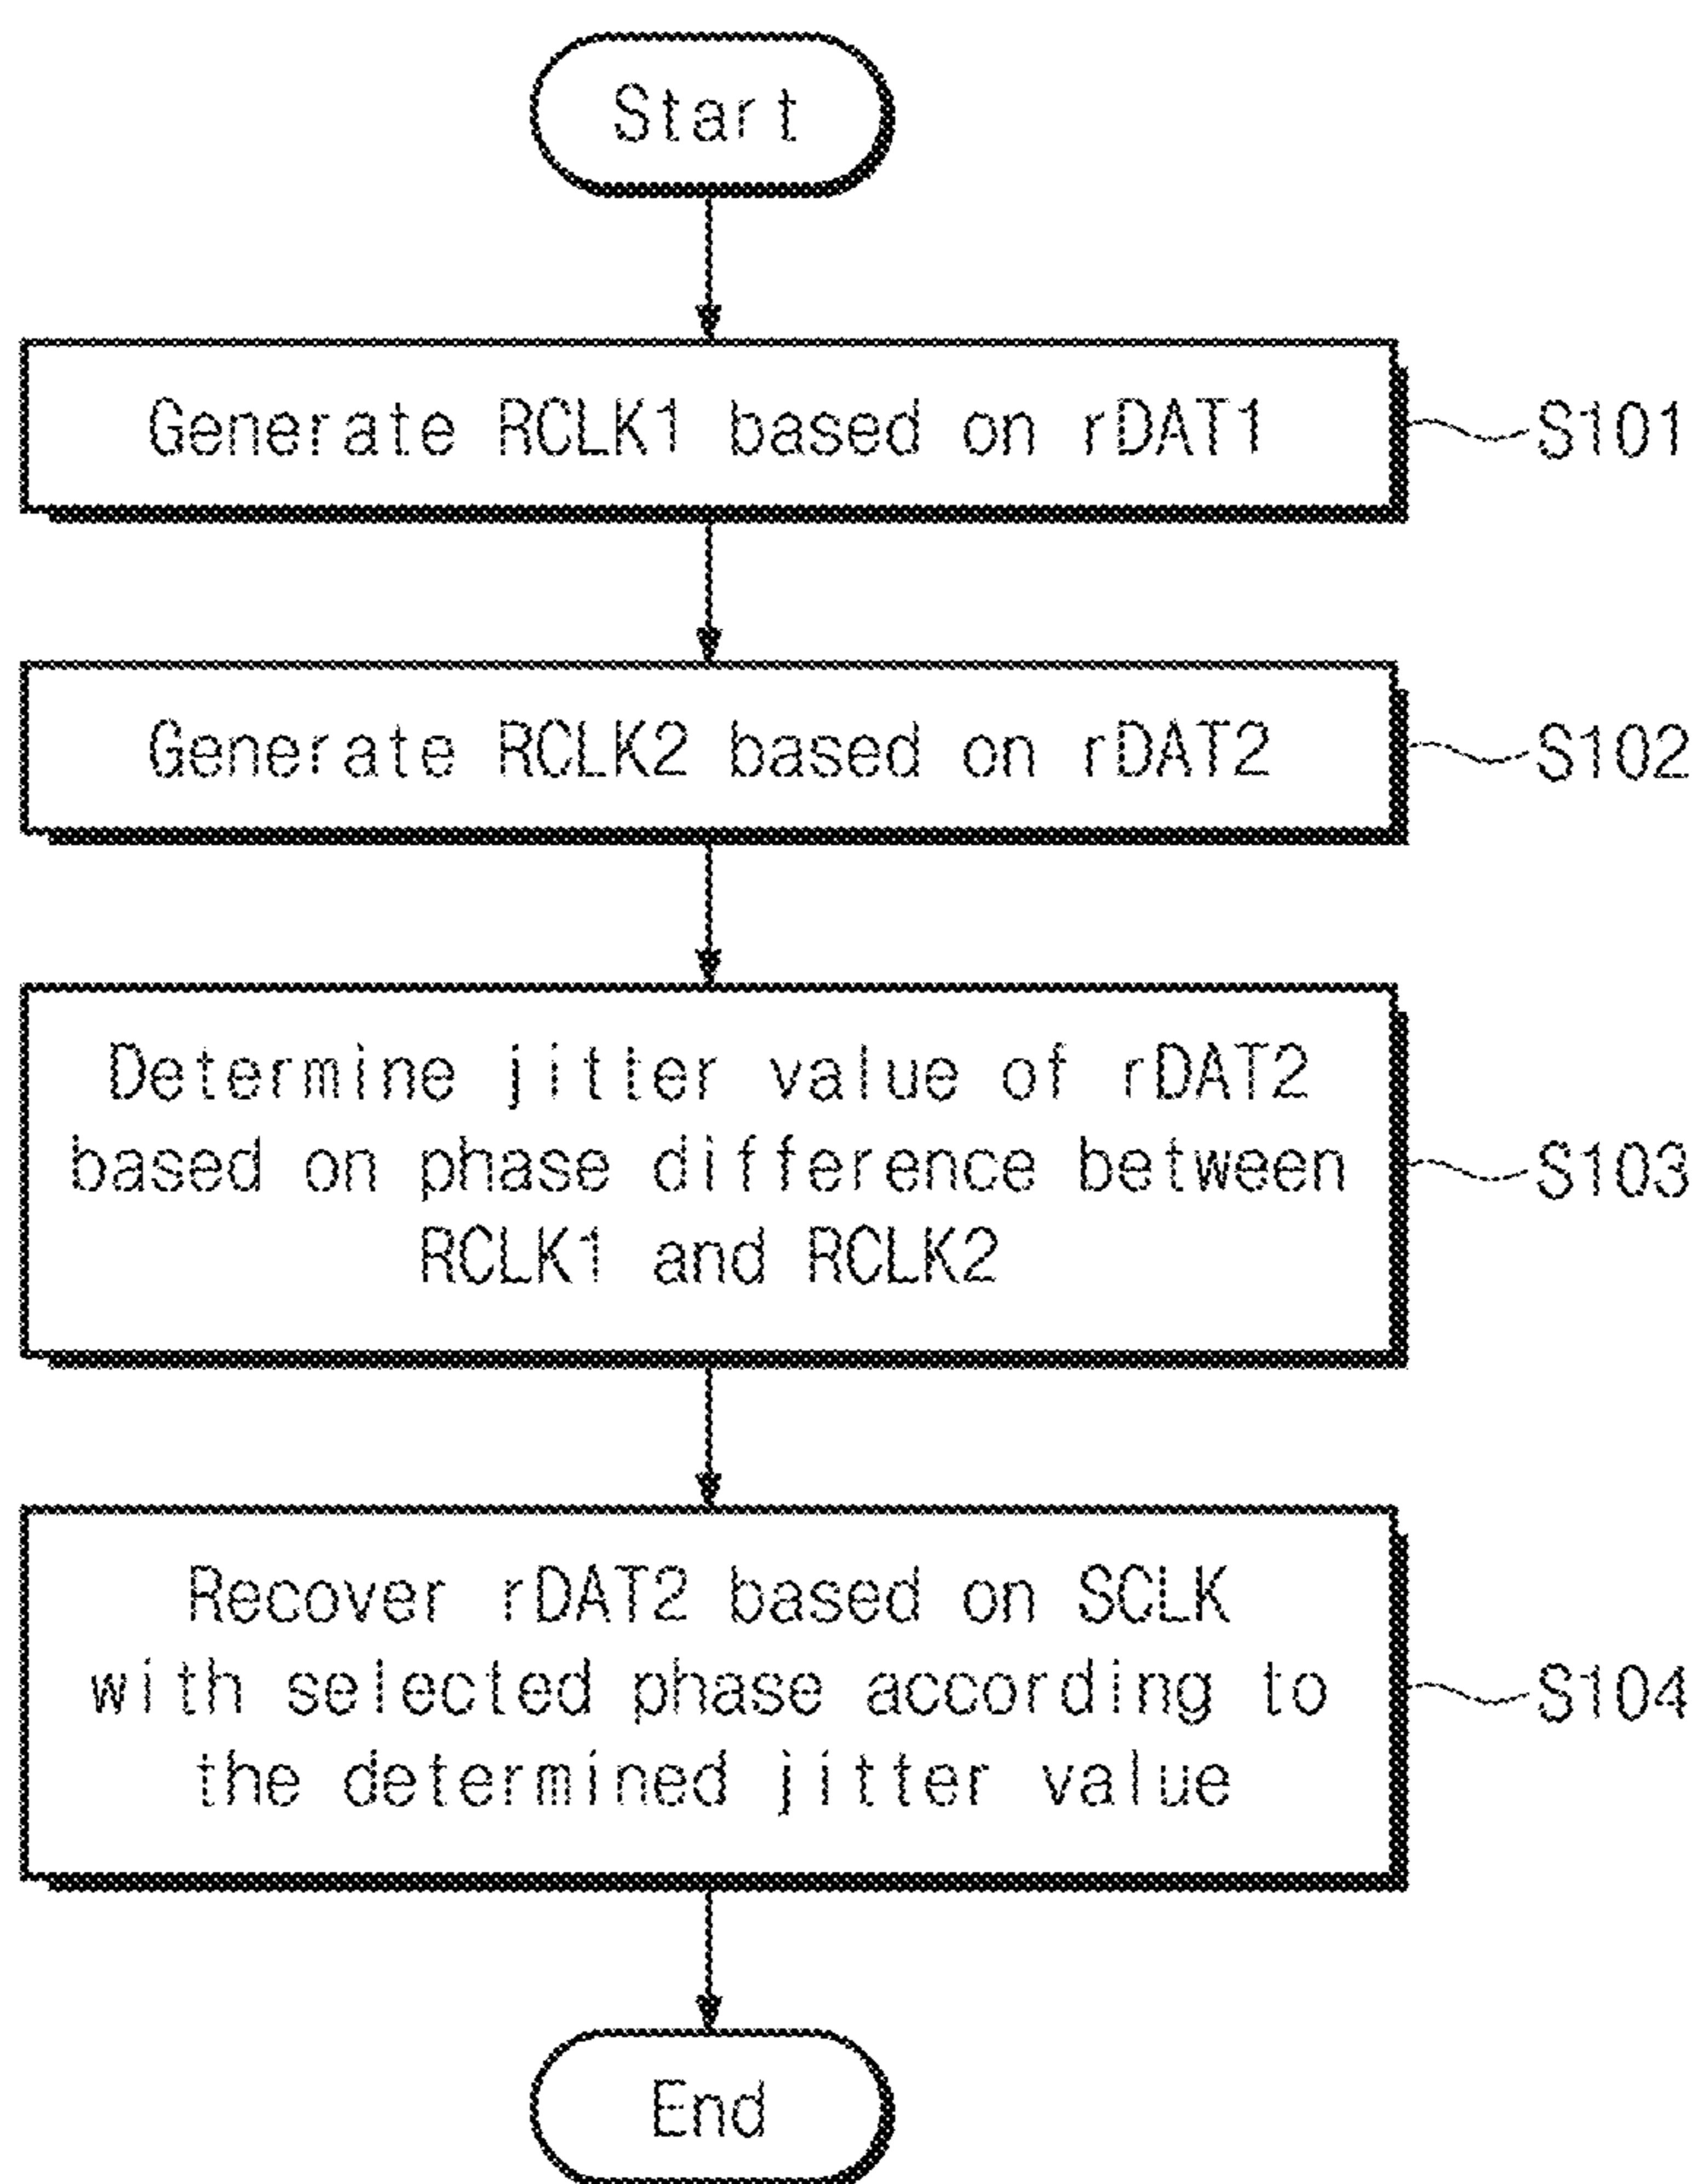 Start
Generate RCLK1 based on rDAT1
S101
Generate RCLK2 based on rDAT2
S102
Determine jitter value of rDAT2
based on phase difference between
RCLK1 and RCLK2
S103
Recover rDAT2 based on SCLK
with selected phase according to
the determined jitter value
S104
End